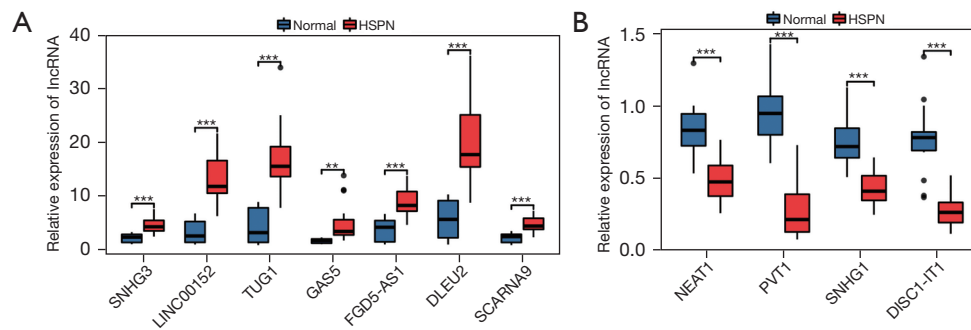 A
Normal HSPN
Relative expression of lncRNA
40
30
20
10
0
***
***
***
**
***
***
***
SNHG3
LINC00152
TUG1
GAS5
FGD5-AS1
DLEU2
SCARNA9
B
Normal HSPN
Relative expression of lncRNA
1.5
1.0
0.5
0.0
***
***
***
***
NEAT1
PVT1
SNHG1
DISC1-IT1